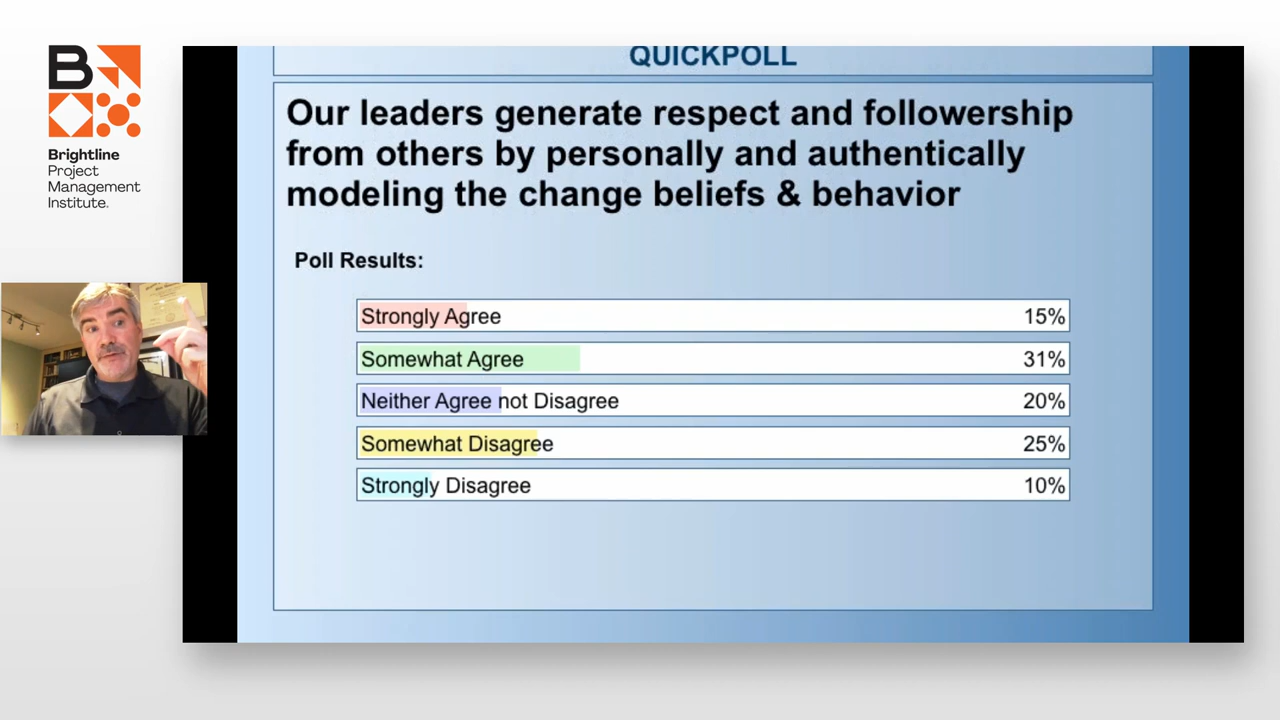 B
Brightline
Project
Management
Institute.
QUICKPOLL
Our leaders generate respect and followership
from others by personally and authentically
modeling the change beliefs & behavior
Poll Results:
Strongly Agree 15%
Somewhat Agree 31%
Neither Agree not Disagree 20%
Somewhat Disagree 25%
Strongly Disagree 10%